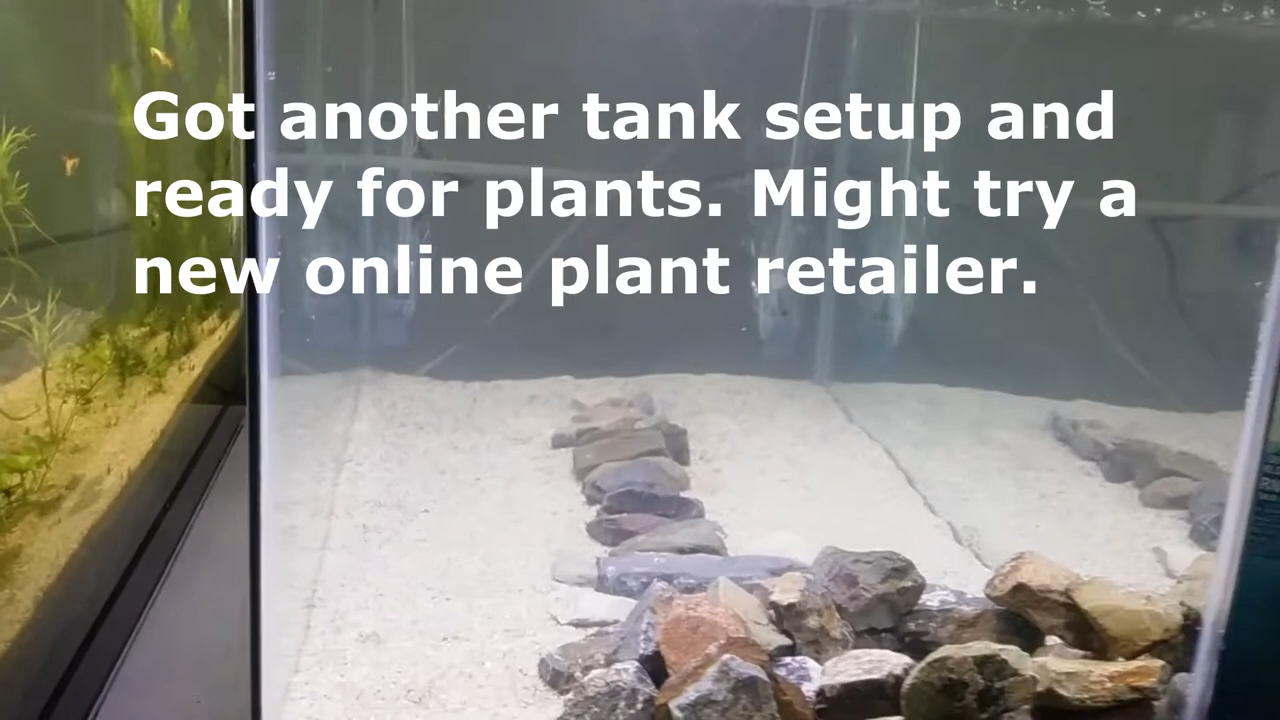 Got another tank setup and
ready for plants. Might try a
new online plant retailer.